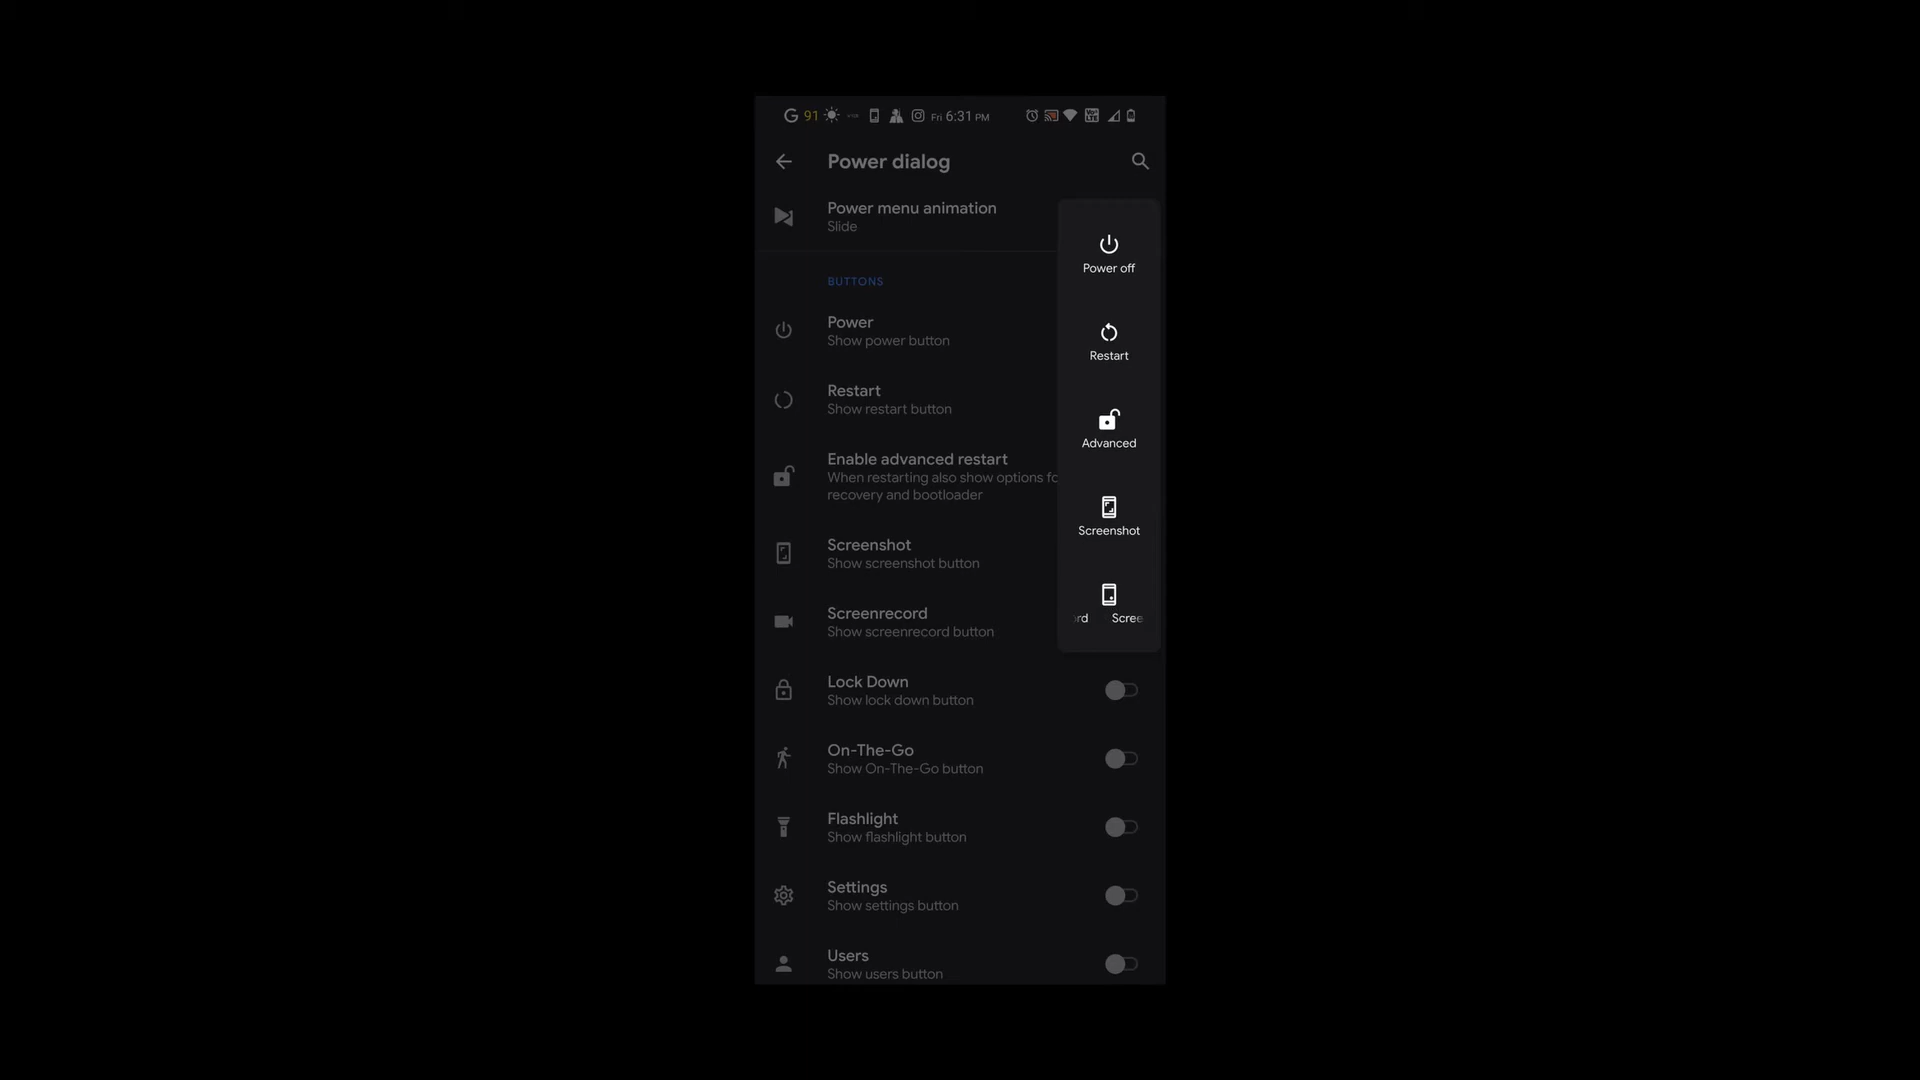 G 91 Fri 6:31 PM
Power dialog
Power menu animation
Slide
BUTTONS
Power
Show power button
Restart
Show restart button
Enable advanced restart
When restarting also show options fo
recovery and bootloader
Screenshot
Show screenshot button
Screenrecord
Show screenrecord button
Lock Down
Show lock down button
On-The-Go
Show On-The-Go button
Flashlight
Show flashlight button
Settings
Show settings button
Users
Show users button
Power off
Restart
Advanced
Screenshot
ord Scree